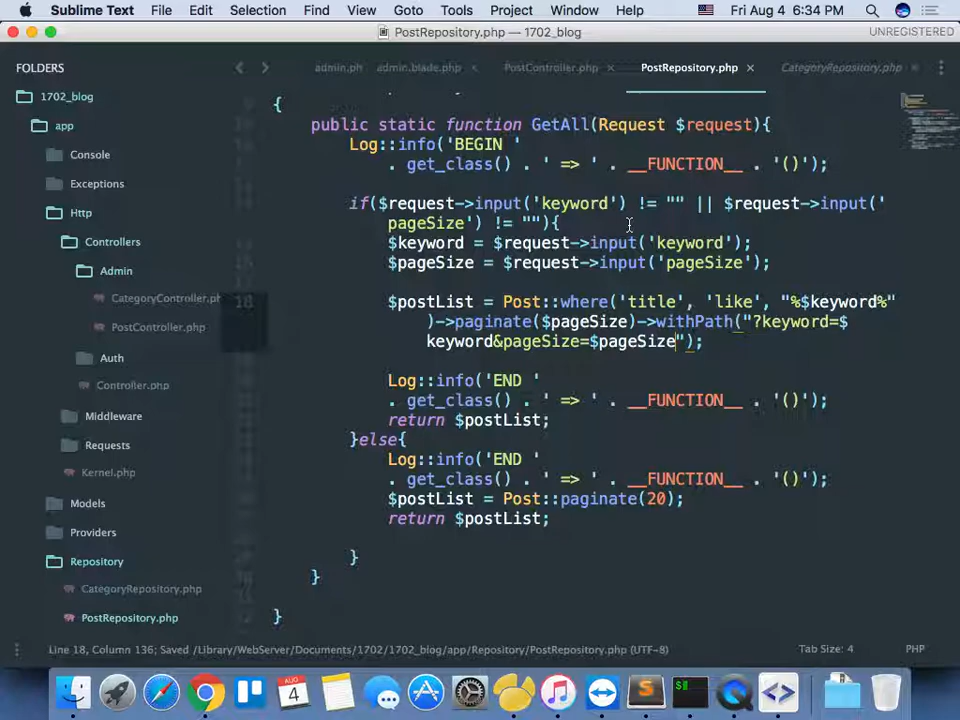 Sublime Text File Edit Selection Find View Goto Tools Project Window Help Fri Aug 4 6:34 PM
PostRepository.php — 1702_blog UNREGISTERED
FOLDERS
1702_blog
app
Console
Exceptions
Http
Controllers
Admin
CategoryController.ph
PostController.php
Auth
Controller.php
Middleware
Requests
Kernel.php
Models
Providers
Repository
CategoryRepository.php
PostRepository.php
admin.ph admin.blade.php PostController.php PostRepository.php CategoryRepository.php
{
public static function GetAll(Request $request){
Log::info('BEGIN '
. get_class() . ' => ' . __FUNCTION__ . '()');
if($request->input('keyword') != "" || $request->input('
pageSize') != ""){
$keyword = $request->input('keyword');
$pageSize = $request->input('pageSize');
18 $postList = Post::where('title', 'like', "%$keyword%"
)->paginate($pageSize)->withPath("?keyword=$
keyword&pageSize=$pageSize");
Log::info('END '
. get_class() . ' => ' . __FUNCTION__ . '()');
return $postList;
}else{
Log::info('END '
. get_class() . ' => ' . __FUNCTION__ . '()');
$postList = Post::paginate(20);
return $postList;
}
}
}
Line 18, Column 136; Saved /Library/WebServer/Documents/1702/1702_blog/app/Repository/PostRepository.php (UTF-8) Tab Size: 4 PHP
AUG
4